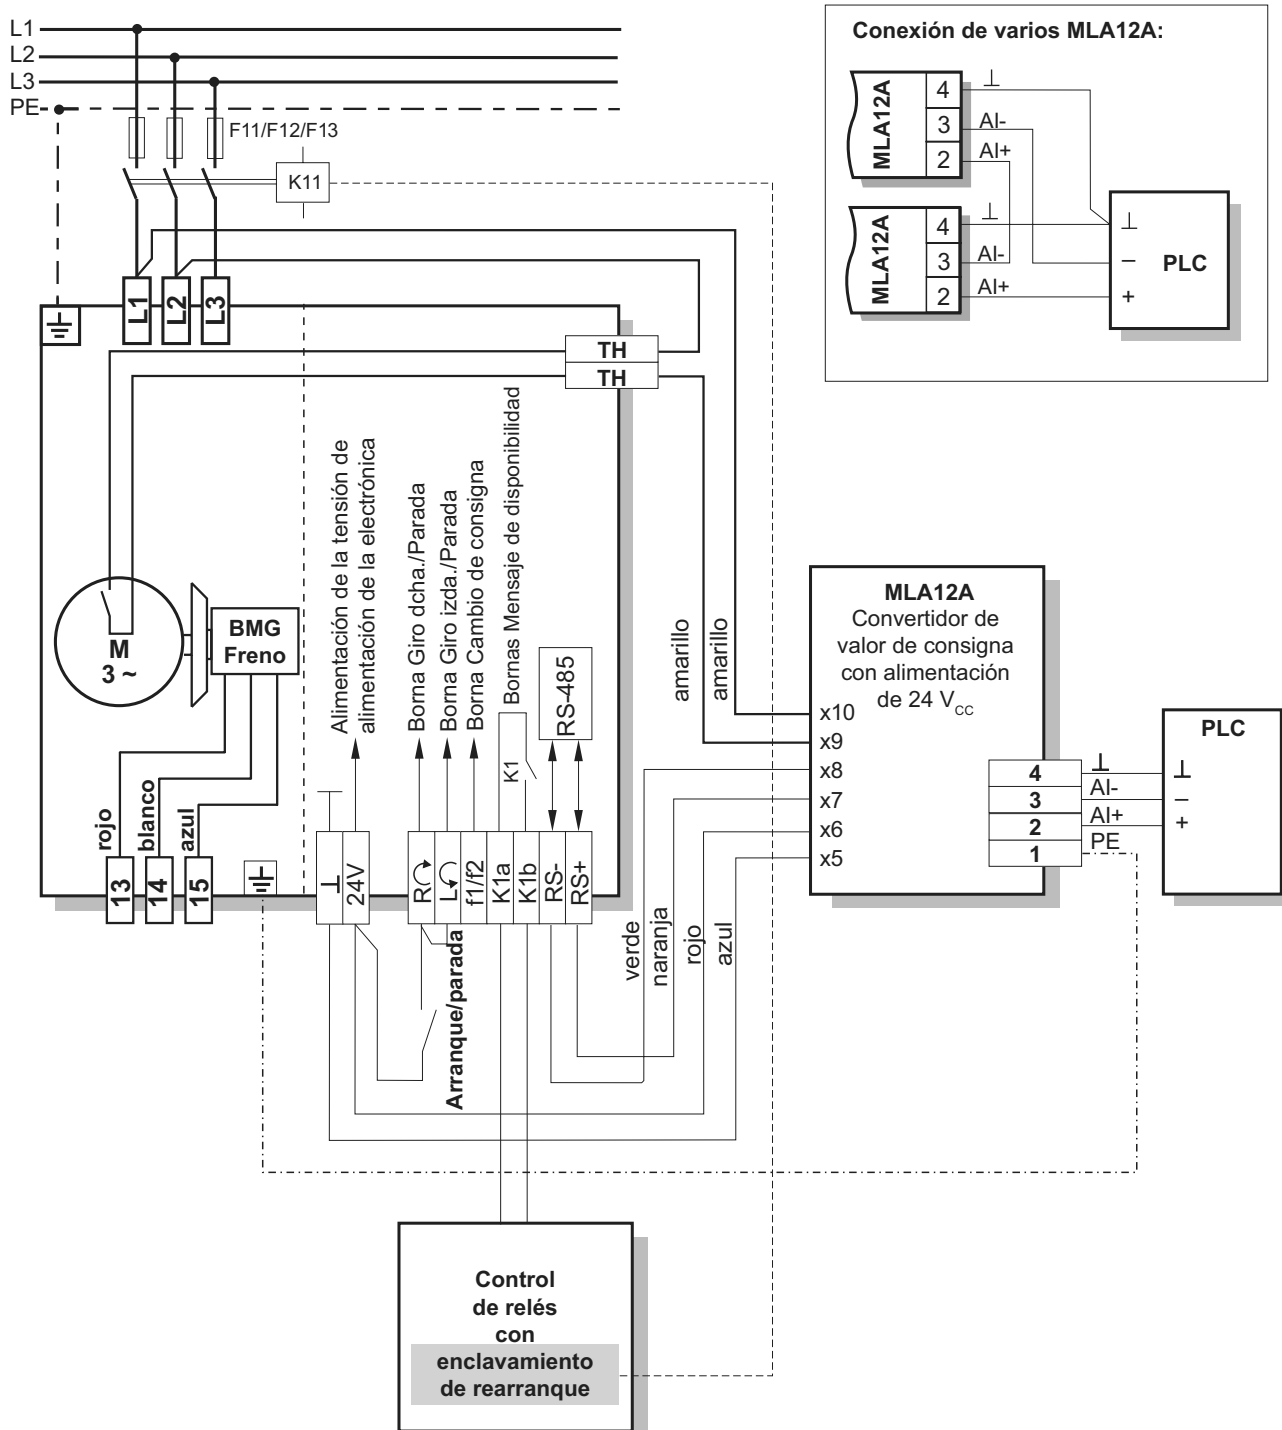 L1
L2
L3
PE
F11/F12/F13
K11
L1
L2
L3
TH
TH
M
3 ~
BMG
Freno
Alimentación de la tensión de
alimentación de la electrónica
Borna Giro dcha./Parada
Borna Giro izda./Parada
Borna Cambio de consigna
Bornas Mensaje de disponibilidad
K1
RS-485
rojo
blanco
azul
13
14
15
⊥
24V
R
L
f1/f2
K1a
K1b
RS-
RS+
Arranque/parada
amarillo
amarillo
verde
naranja
rojo
azul
MLA12A
Convertidor de
valor de consigna
con alimentación
de 24 VCC
x10
x9
x8
x7
x6
x5
4
3
2
1
⊥
AI-
AI+
PE
PLC
⊥
–
+
Control
de relés
con
enclavamiento
de rearranque
Conexión de varios MLA12A:
MLA12A
4
3
2
⊥
AI-
AI+
MLA12A
4
3
2
⊥
AI-
AI+
⊥
–
+
PLC